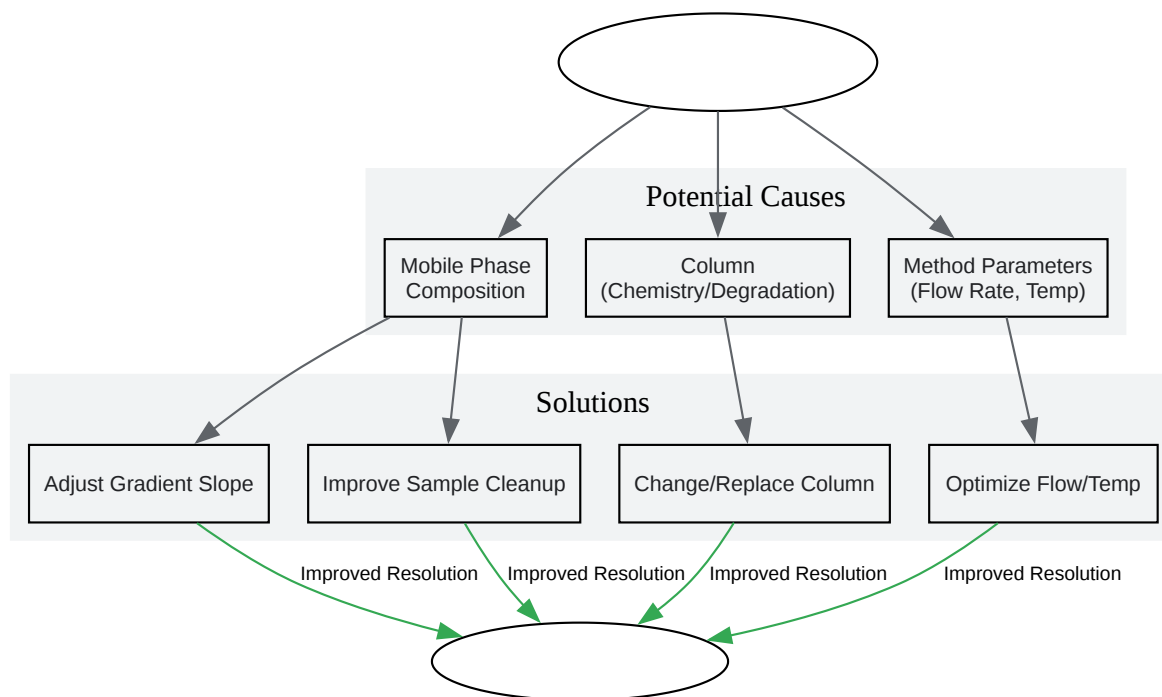 Potential Causes
Mobile Phase
Composition
Column
(Chemistry/Degradation)
Method Parameters
(Flow Rate, Temp)
Solutions
Adjust Gradient Slope
Improve Sample Cleanup
Change/Replace Column
Optimize Flow/Temp
Improved Resolution
Improved Resolution
Improved Resolution
Improved Resolution